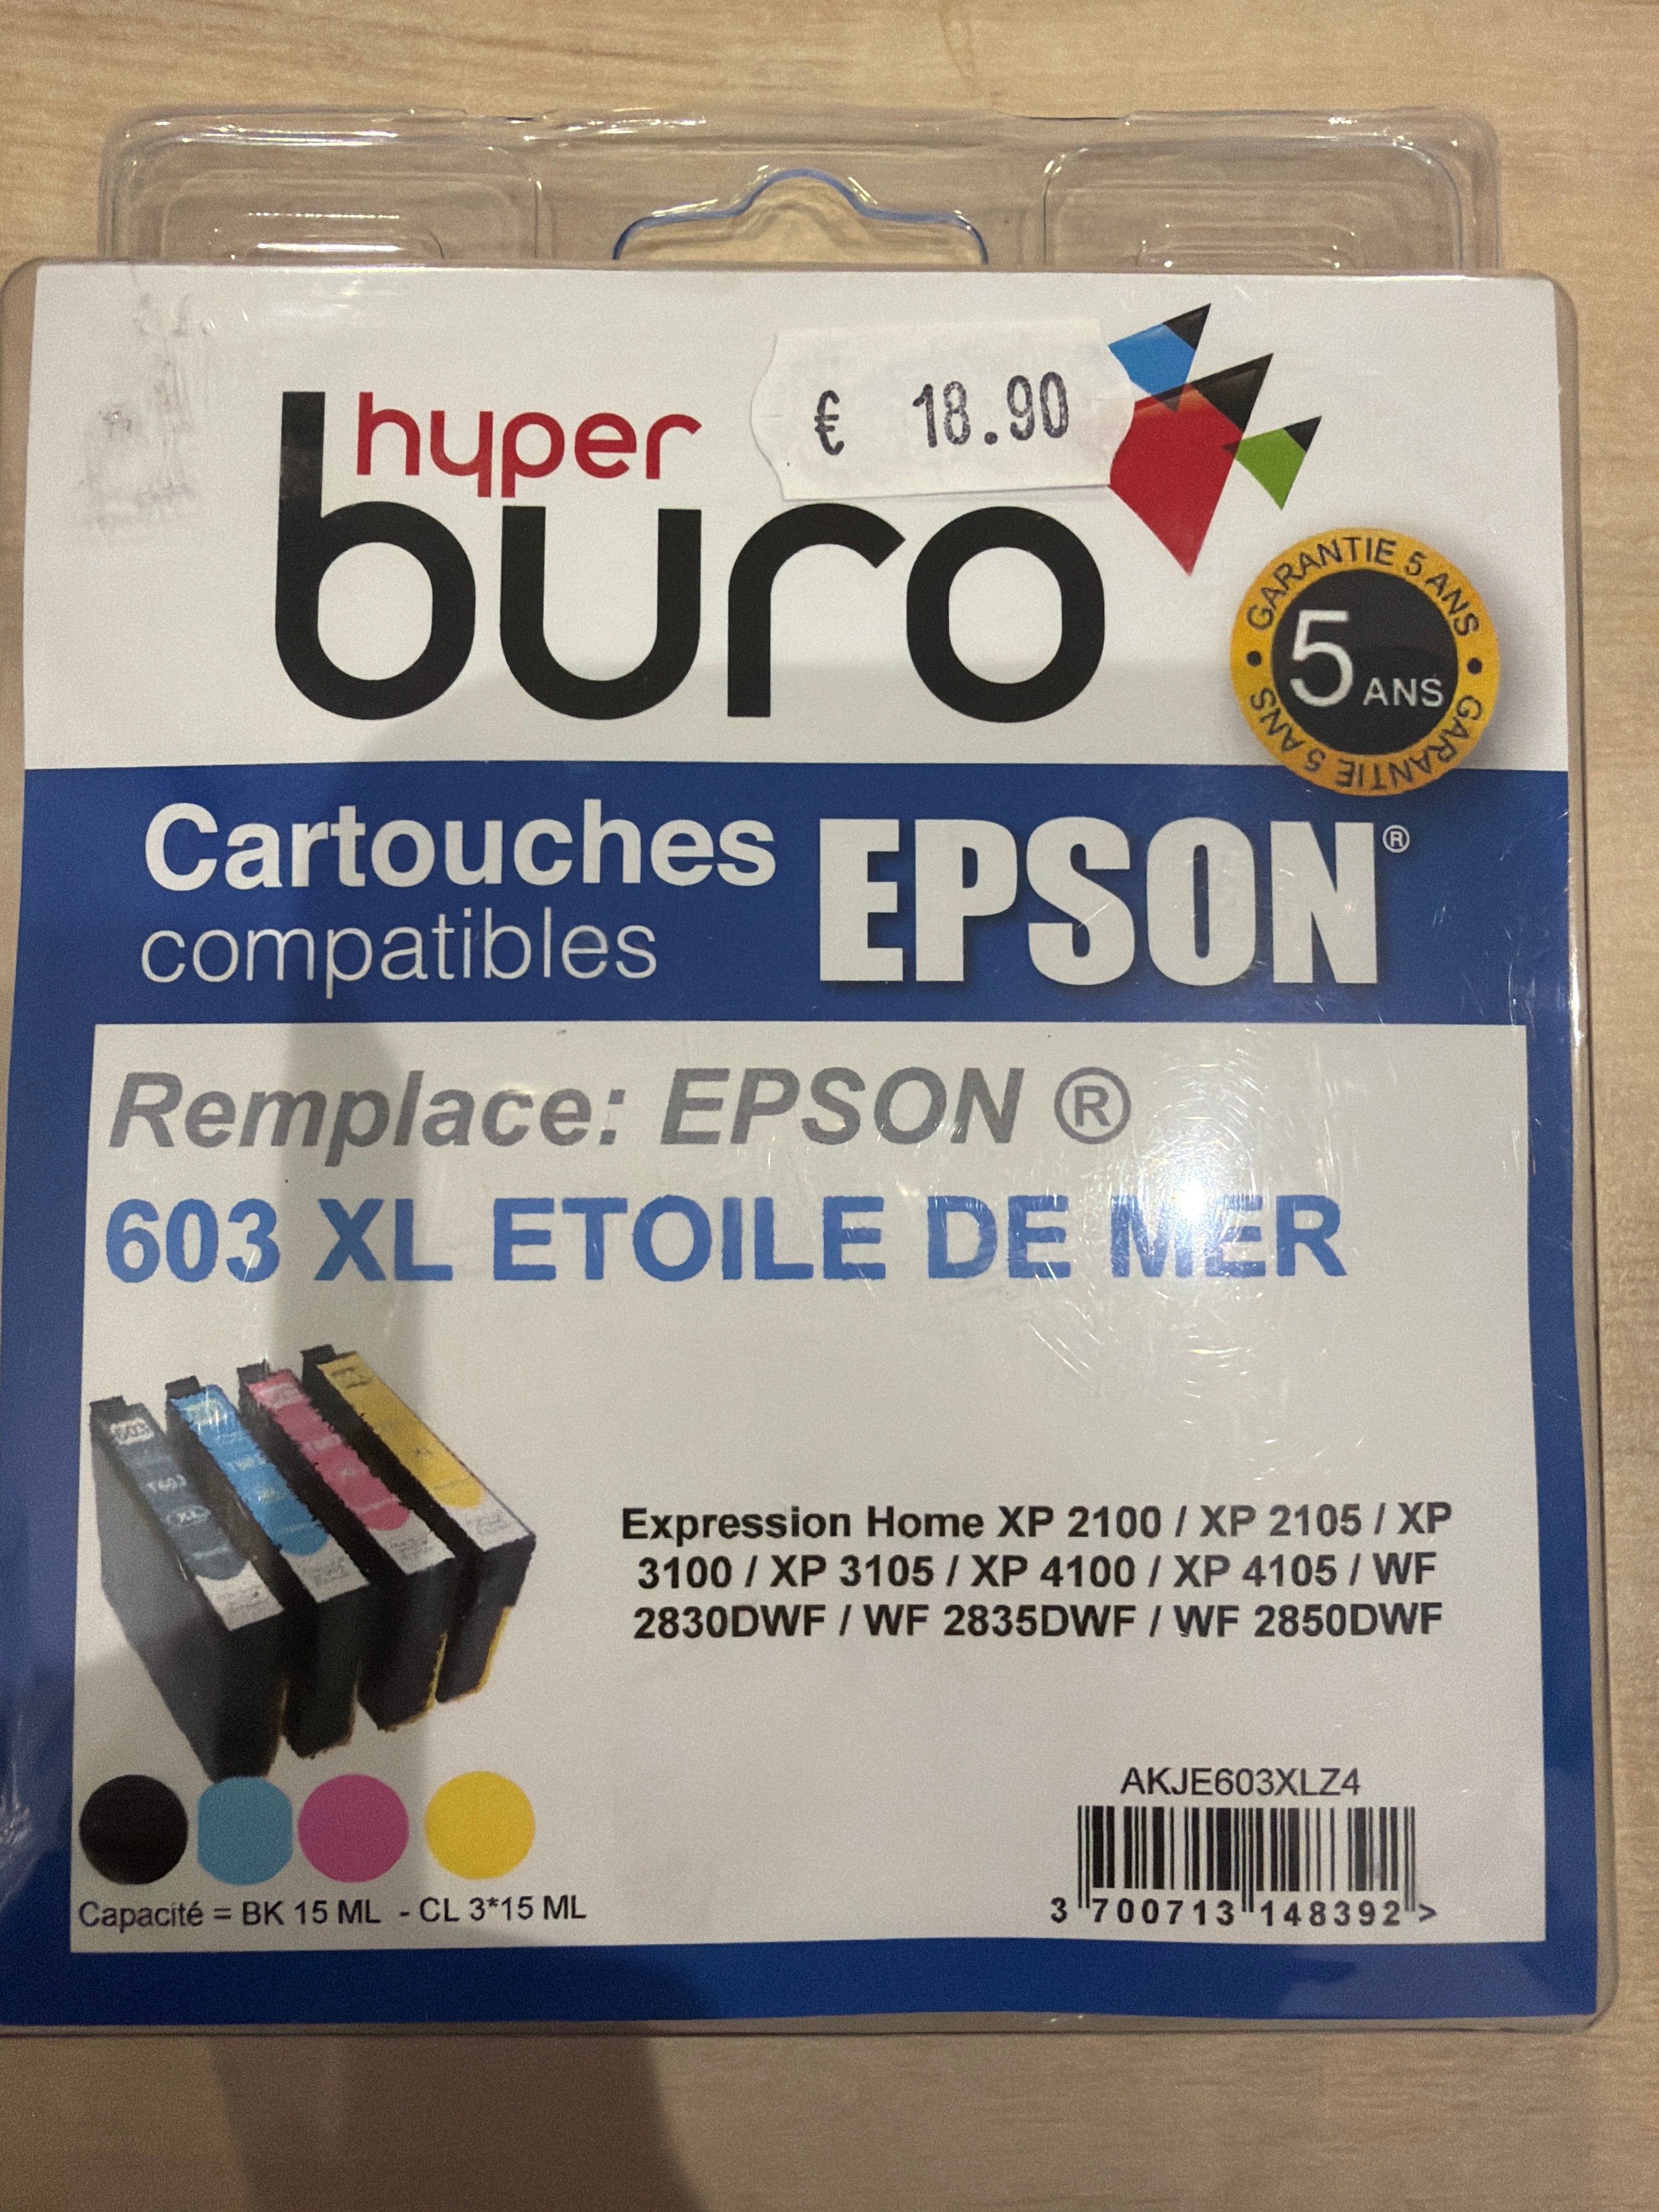 hyper
€ 18.90
buro
GARANTIE 5 ANS • GARANTIE 5 ANS •
5 ANS
Cartouches
compatibles
EPSON®
Remplace: EPSON ®
603 XL ETOILE DE MER
603
XL
Expression Home XP 2100 / XP 2105 / XP
3100 / XP 3105 / XP 4100 / XP 4105 / WF
2830DWF / WF 2835DWF / WF 2850DWF
AKJE603XLZ4
Capacité = BK 15 ML - CL 3*15 ML
3 700713 148392 >